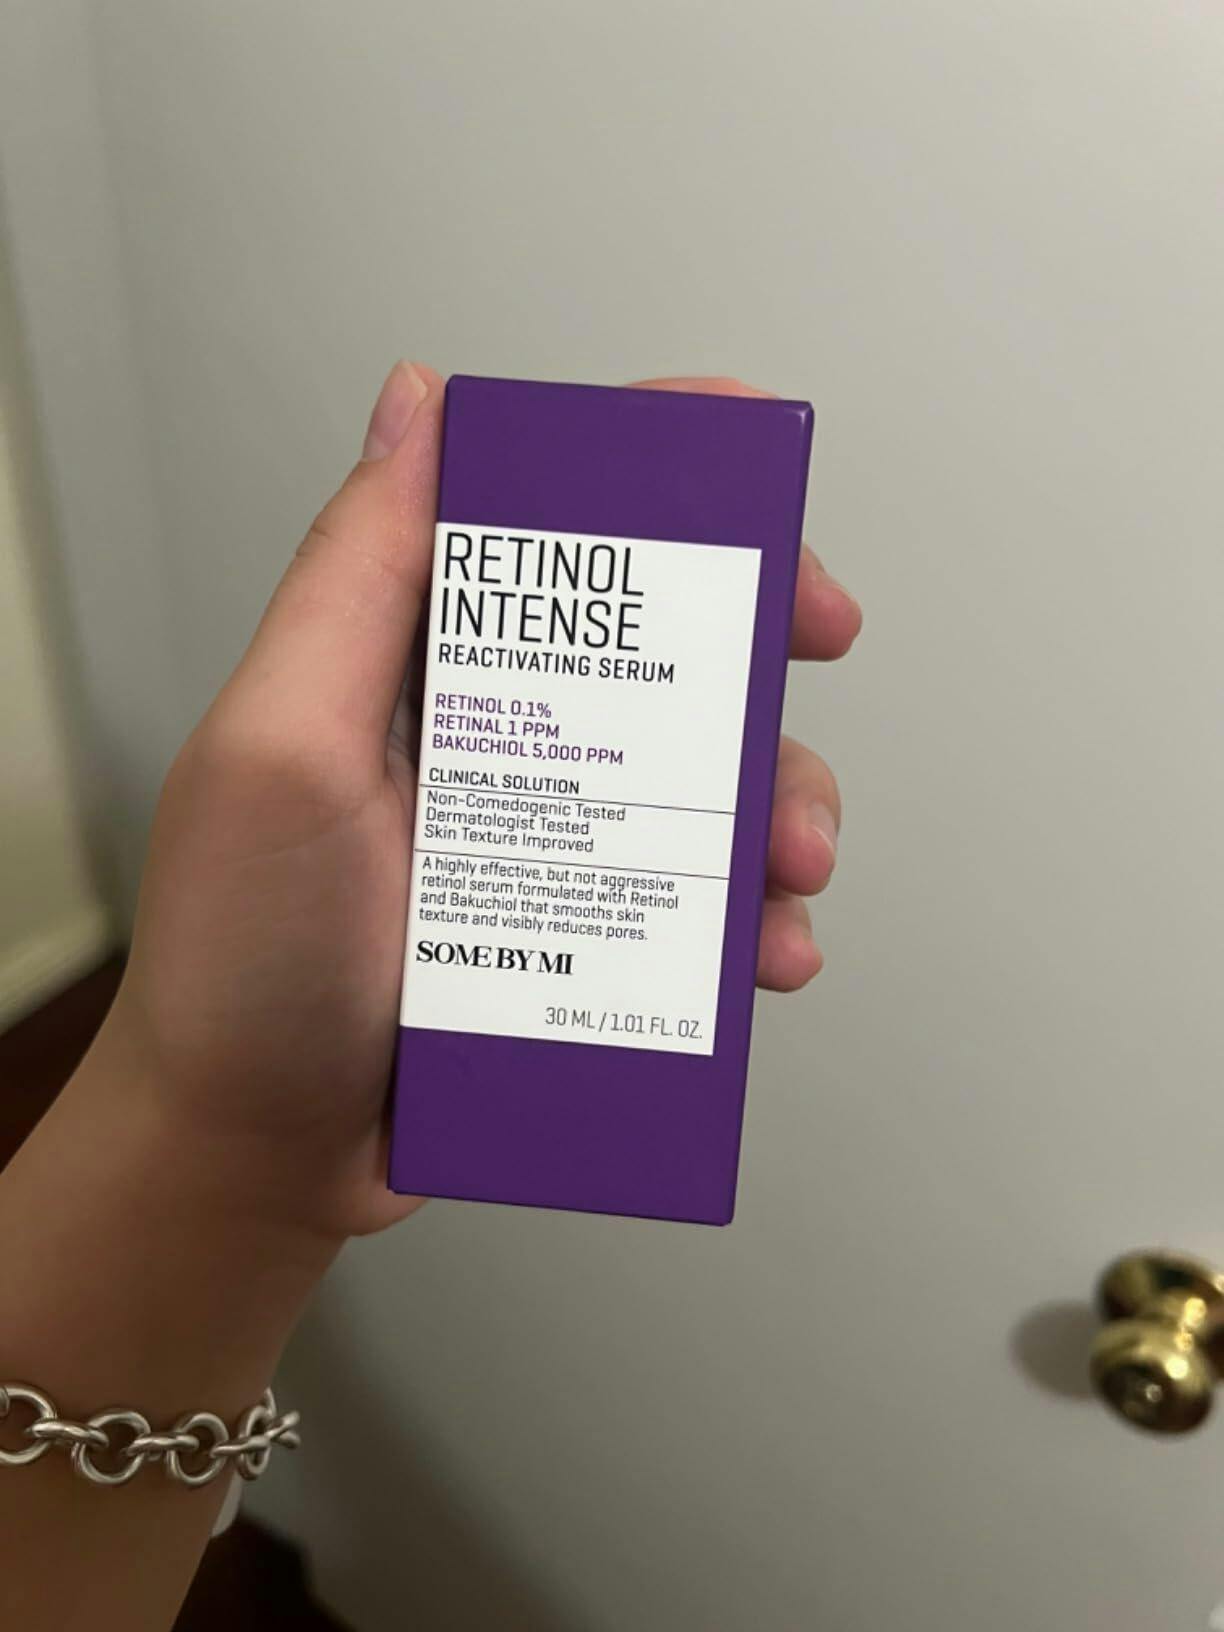 RETINOL
INTENSE
REACTIVATING SERUM
RETINOL 0.1%
RETINAL 1 PPM
BAKUCHIOL 5,000 PPM
CLINICAL SOLUTION
Non-Comedogenic Tested
Dermatologist Tested
Skin Texture Improved
A highly effective, but not aggressive
retinol serum formulated with Retinol
and Bakuchiol that smooths skin
texture and visibly reduces pores.
SOME BY MI
30 ML / 1.01 FL. OZ.